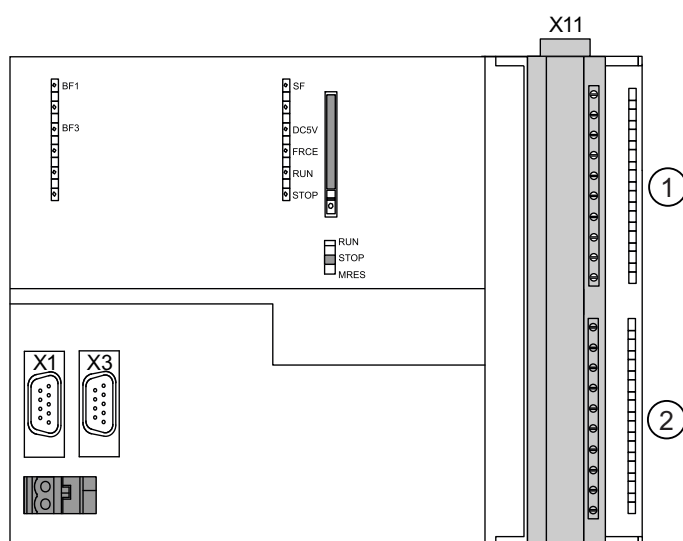 X11
BF1
SF
BF3
DC5V
FRCE
RUN
STOP
1
RUN
STOP
MRES
X1
X3
2